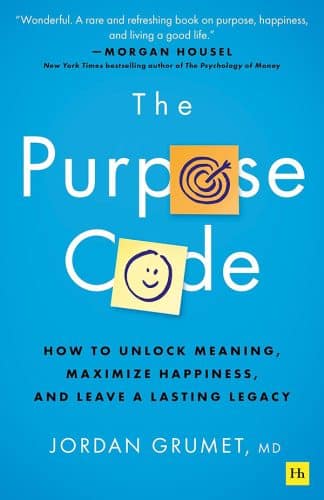 "Wonderful. A rare and refreshing book on purpose, happiness,
and living a good life."
—MORGAN HOUSEL
New York Times bestselling author of The Psychology of Money
The
Purpose
Code
HOW TO UNLOCK MEANING,
MAXIMIZE HAPPINESS,
AND LEAVE A LASTING LEGACY
JORDAN GRUMET, MD
Hh